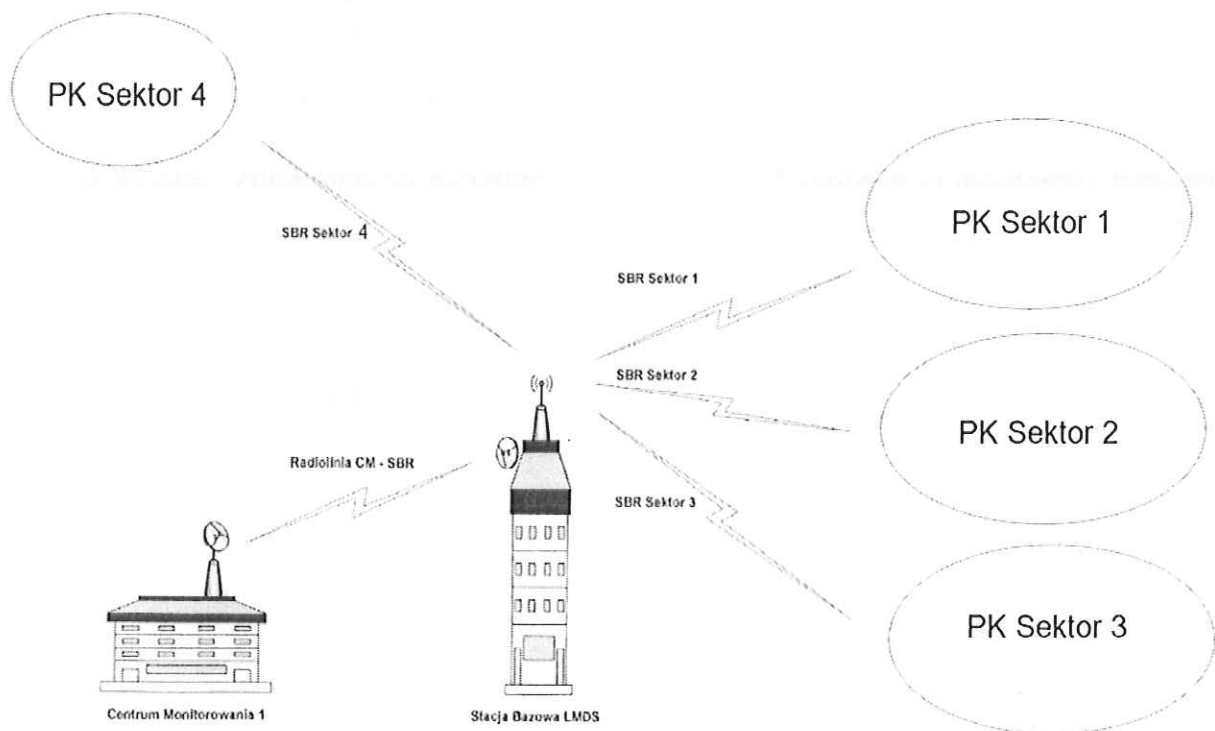 PK Sektor 4
PK Sektor 1
SBR Sektor 4
SBR Sektor 1
SBR Sektor 2
PK Sektor 2
Radiolinia CM - SBR
SBR Sektor 3
PK Sektor 3
Centrum Monitorowania 1
Stacja Bazowa LMDS